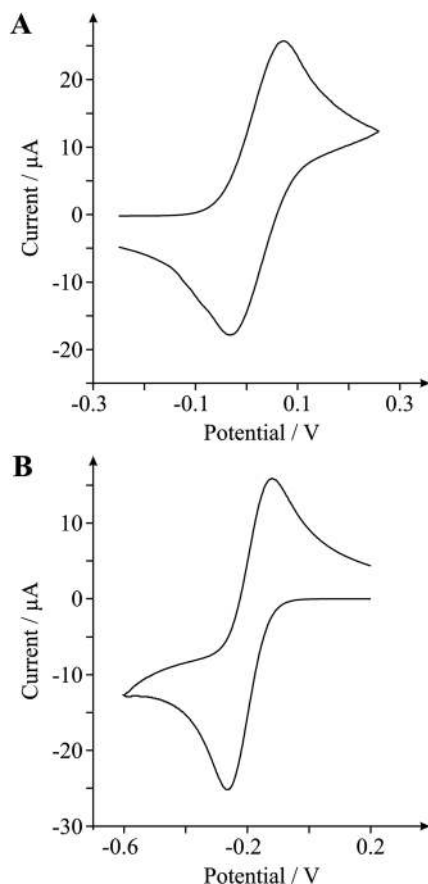 A
20
10
0
-10
-20
Current / µA
-0.3
-0.1
0.1
0.3
Potential / V
B
10
0
-10
-20
-30
Current / µA
-0.6
-0.2
0.2
Potential / V